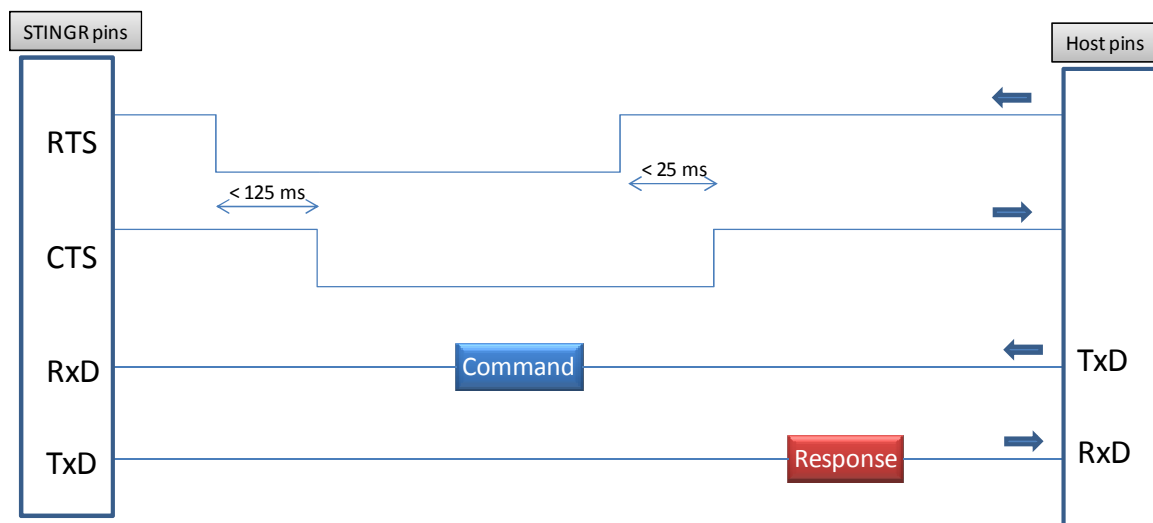 STINGR pins
Host pins
RTS
< 125 ms
< 25 ms
CTS
RxD
Command
TxD
TxD
Response
RxD